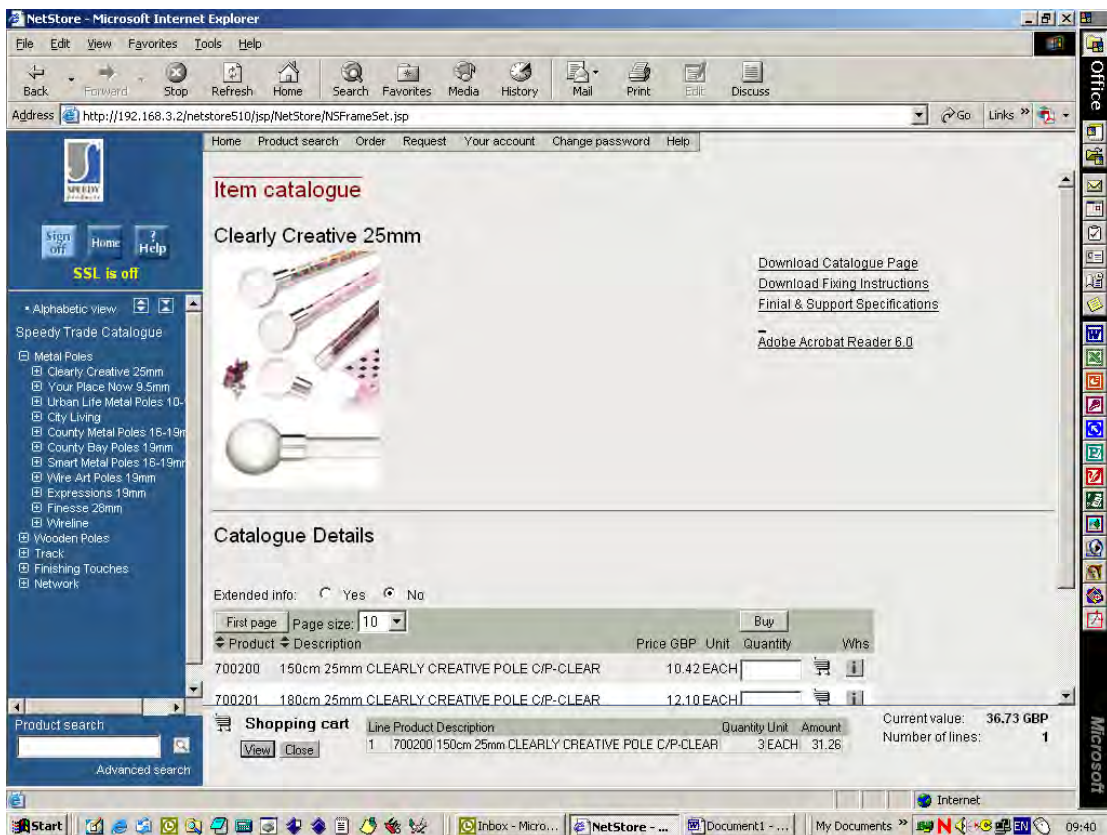 NetStore - Microsoft Internet Explorer
File Edit View Favorites Tools Help
Back Forward Stop Refresh Home Search Favorites Media History Mail Print Edit Discuss
Address http://192.168.3.2/netstore510/jsp/NetStore/NSFrameSet.jsp Go Links »
Office
Home Product search Order Request Your account Change password Help
SPEEDY
products
Sign off Home ? Help
SSL is off
Alphabetic view
Speedy Trade Catalogue
Metal Poles
Clearly Creative 25mm
Your Place Now 9.5mm
Urban Life Metal Poles 10-
City Living
County Metal Poles 16-19m
County Bay Poles 19mm
Smart Metal Poles 16-19mr
Wire Art Poles 19mm
Expressions 19mm
Finesse 28mm
Wireline
Wooden Poles
Track
Finishing Touches
Network
Product search
Advanced search
Item catalogue
Clearly Creative 25mm
Download Catalogue Page
Download Fixing Instructions
Finial & Support Specifications
Adobe Acrobat Reader 6.0
Catalogue Details
Extended info: Yes No
First page Page size: 10 Buy
Product Description Price GBP Unit Quantity Whs
700200 150cm 25mm CLEARLY CREATIVE POLE C/P-CLEAR 10.42 EACH
700201 180cm 25mm CLEARLY CREATIVE POLE C/P-CLEAR 12.10 EACH
Shopping cart
View Close
Line Product Description Quantity Unit Amount
1 700200 150cm 25mm CLEARLY CREATIVE POLE C/P-CLEAR 3 EACH 31.26
Current value: 36.73 GBP
Number of lines: 1
Microsoft
Internet
Start Inbox - Micro... NetStore - ... Document1 - ... My Documents » EN 09:40